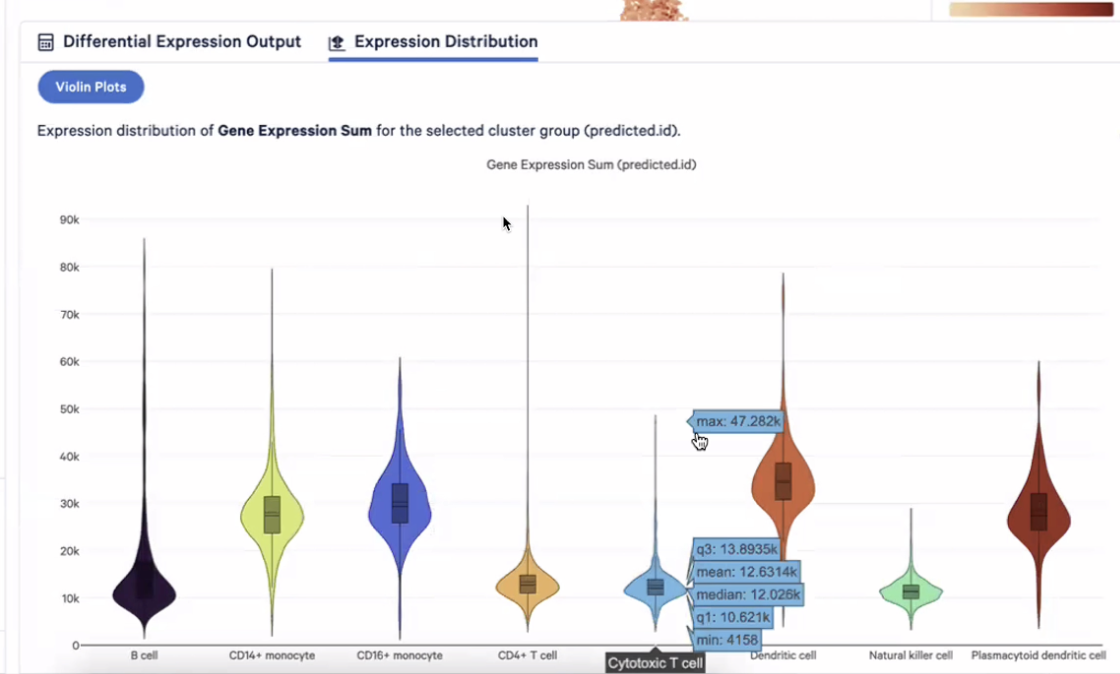 Differential Expression Output
Expression Distribution
Violin Plots
Expression distribution of Gene Expression Sum for the selected cluster group (predicted.id).
Gene Expression Sum (predicted.id)
90k
80k
70k
60k
50k
40k
30k
20k
10k
0
max: 47.282k
q3: 13.8935k
mean: 12.6314k
median: 12.026k
q1: 10.621k
min: 4158
B cell
CD14+ monocyte
CD16+ monocyte
CD4+ T cell
Cytotoxic T cell
Dendritic cell
Natural killer cell
Plasmacytoid dendritic cell